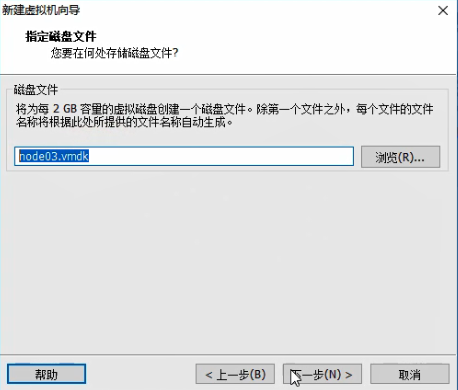 新建虚拟机向导
指定磁盘文件
您要在何处存储磁盘文件?
磁盘文件
将为每 2 GB 容量的虚拟磁盘创建一个磁盘文件。除第一个文件之外，每个文件的文件
名称将根据此处所提供的文件名称自动生成。
node03.vmdk
浏览(R)...
帮助
< 上一步(B)
下一步(N) >
取消